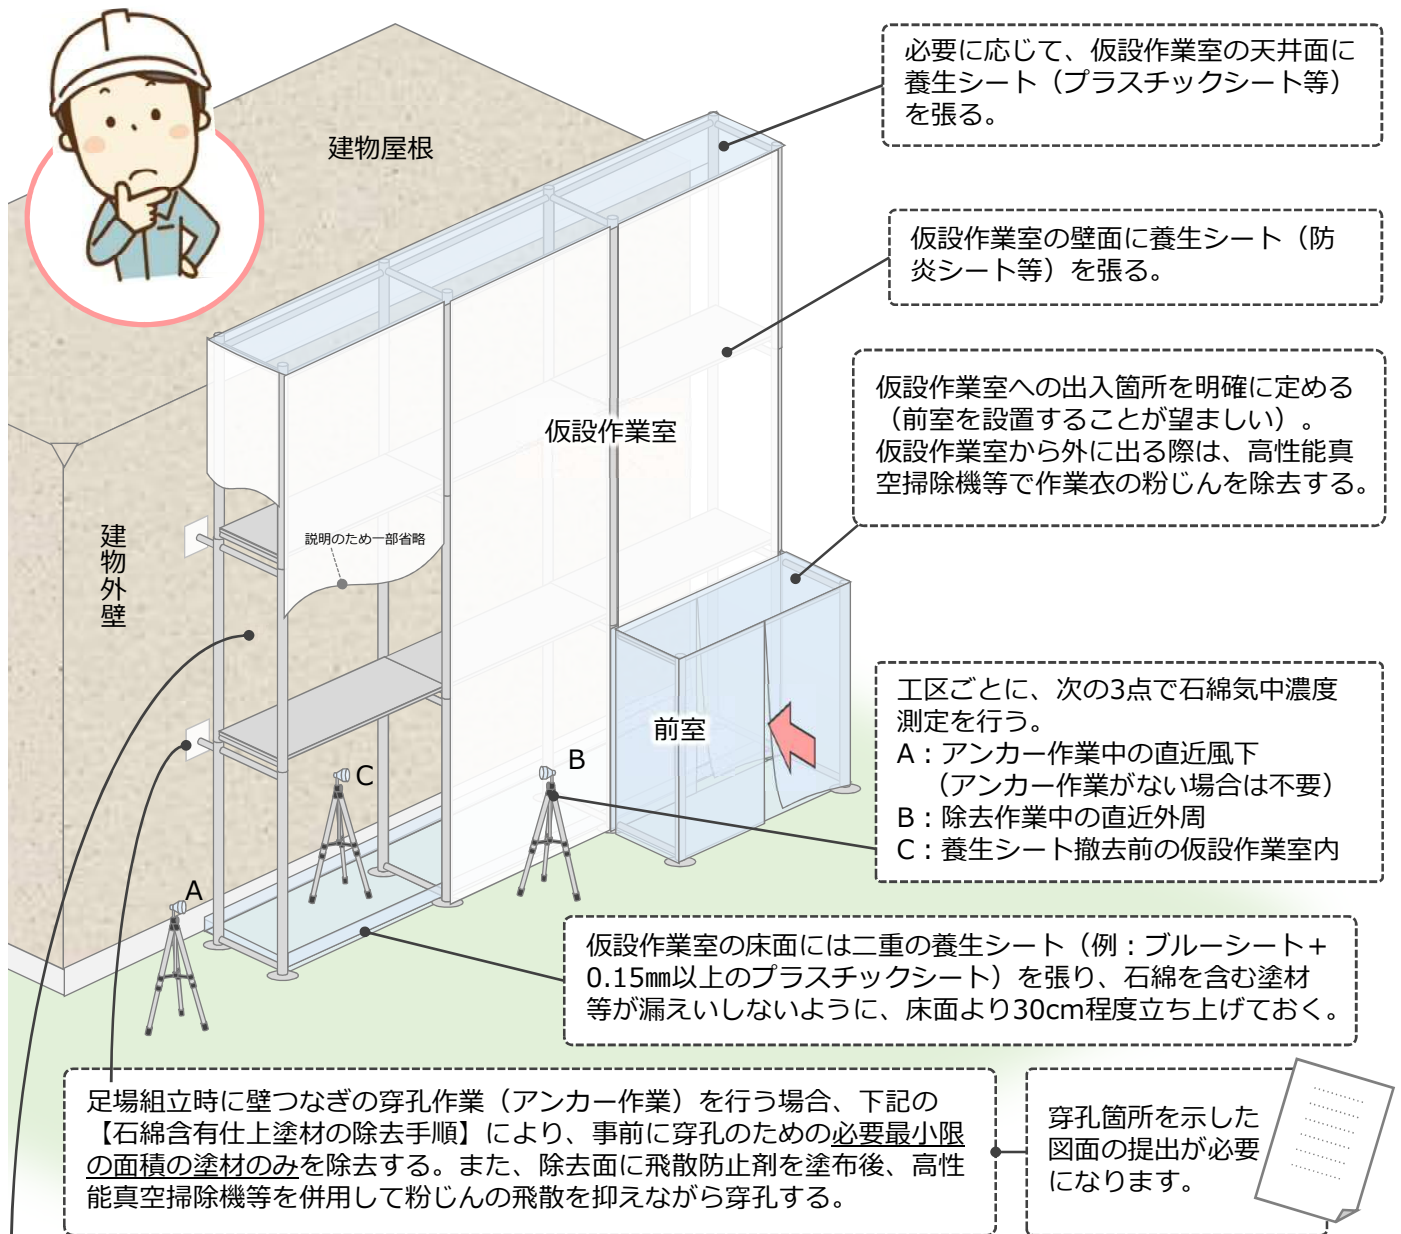 必要に応じて、仮設作業室の天井面に
養生シート（プラスチックシート等）
を張る。
建物屋根
仮設作業室の壁面に養生シート（防
炎シート等）を張る。
仮設作業室への出入箇所を明確に定める
（前室を設置することが望ましい）。
仮設作業室から外に出る際は、高性能真
空掃除機等で作業衣の粉じんを除去する。
仮設作業室
説明のため一部省略
建物外壁
工区ごとに、次の3点で石綿気中濃度
測定を行う。
A：アンカー作業中の直近風下
（アンカー作業がない場合は不要）
B：除去作業中の直近外周
C：養生シート撤去前の仮設作業室内
前室
B
C
A
仮設作業室の床面には二重の養生シート（例：ブルーシート＋
0.15㎜以上のプラスチックシート）を張り、石綿を含む塗材
等が漏えいしないように、床面より30cm程度立ち上げておく。
足場組立時に壁つなぎの穿孔作業（アンカー作業）を行う場合、下記の
【石綿含有仕上塗材の除去手順】により、事前に穿孔のための必要最小限
の面積の塗材のみを除去する。また、除去面に飛散防止剤を塗布後、高性
能真空掃除機等を併用して粉じんの飛散を抑えながら穿孔する。
穿孔箇所を示した
図面の提出が必要
になります。